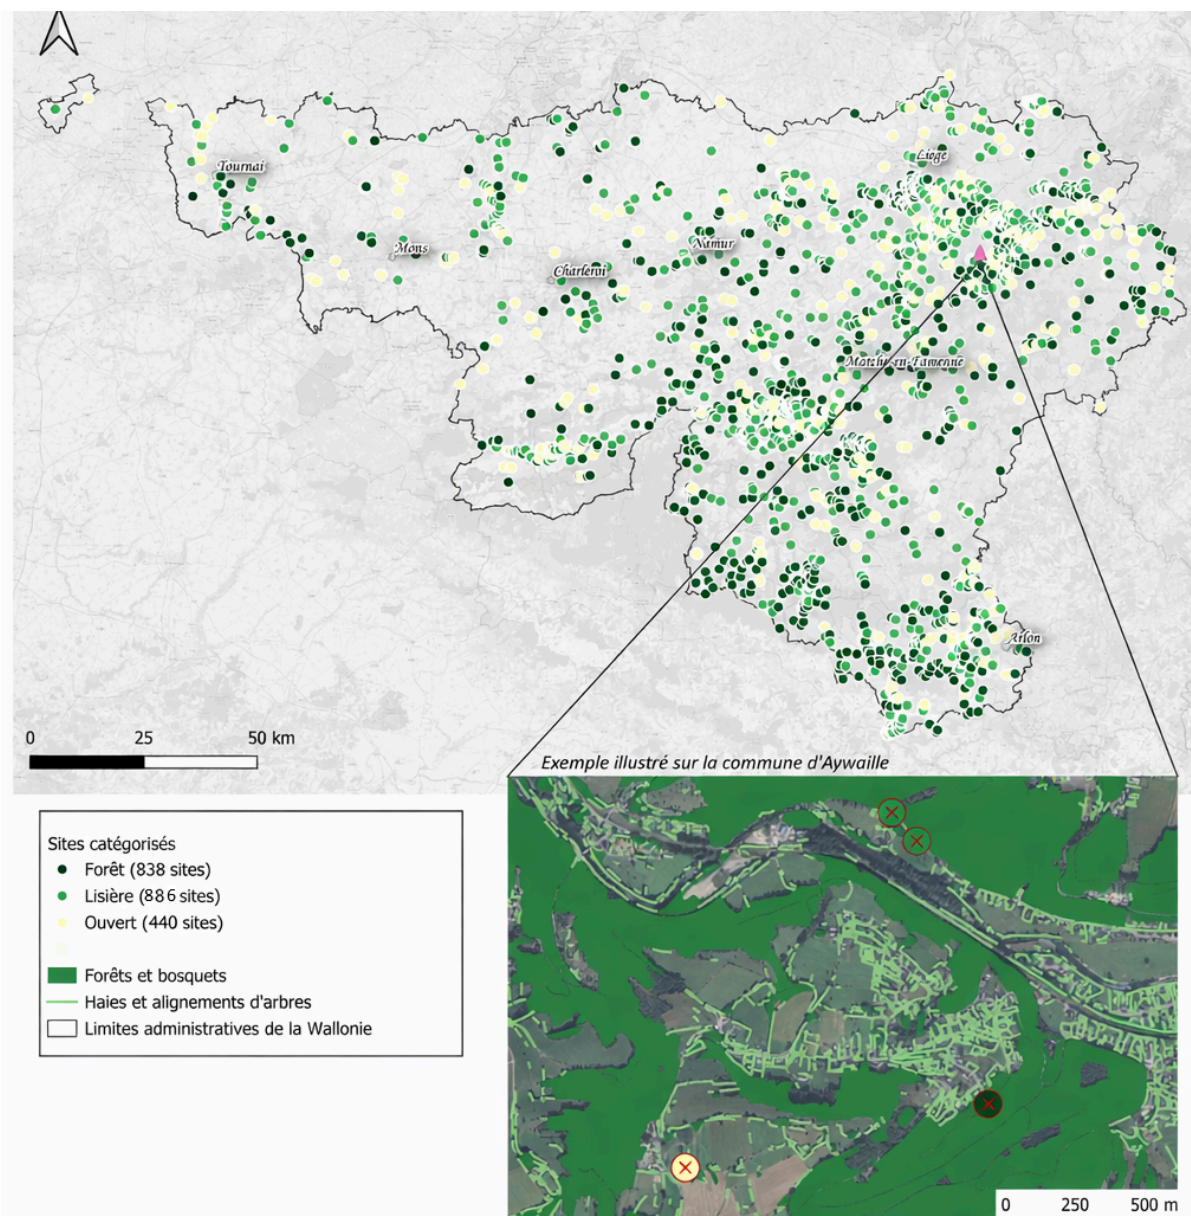 Tournai
Liège
Mons
Namur
Charleroi
Marche-en-Famenne
Arlon
0 25 50 km
Exemple illustré sur la commune d'Aywaille
Sites catégorisés
Forêt (838 sites)
Lisière (886 sites)
Ouvert (440 sites)
Forêts et bosquets
Haies et alignements d'arbres
Limites administratives de la Wallonie
0 250 500 m